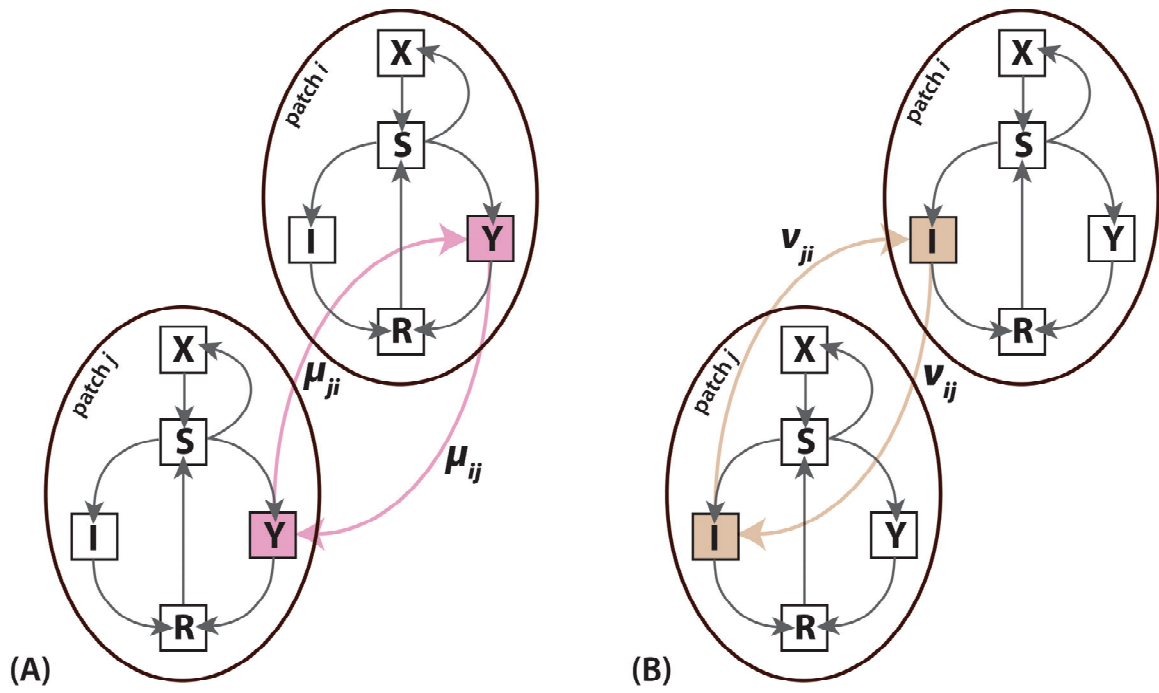 patch i
X
S
I
Y
R
μji
μij
patch j
X
S
I
Y
R
(A)
patch i
X
S
I
Y
R
νji
νij
patch j
X
S
I
Y
R
(B)